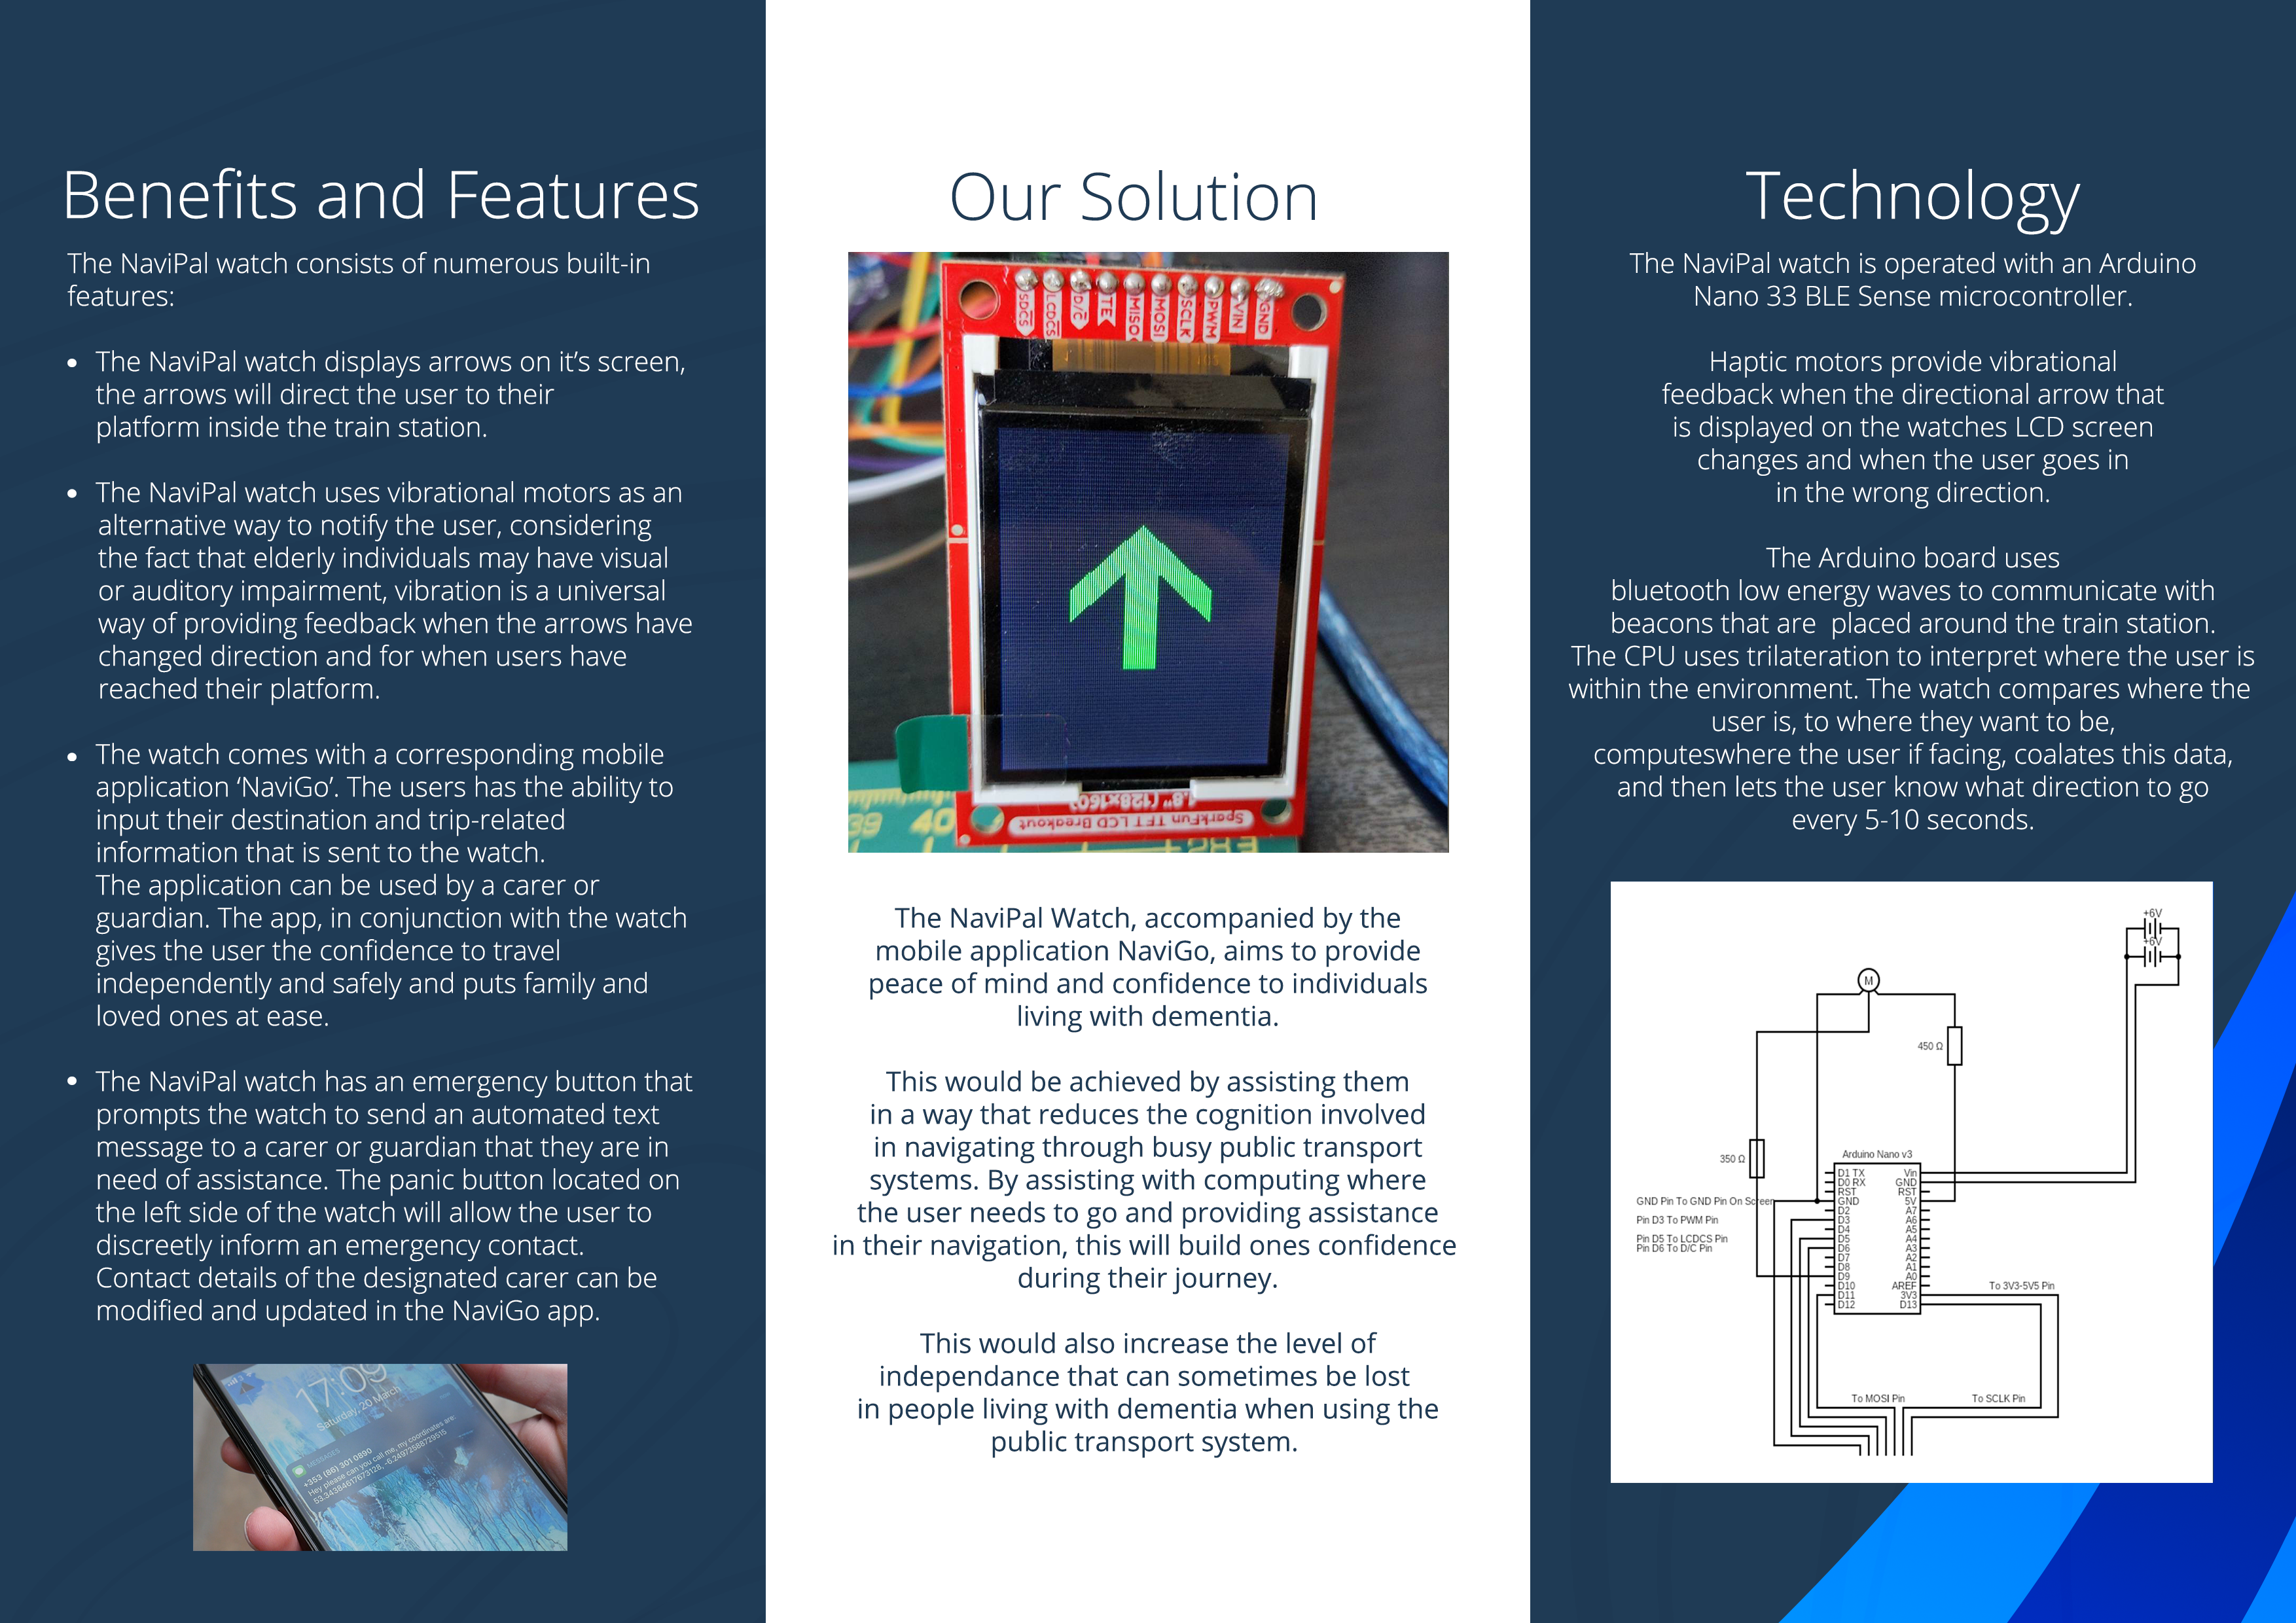 Benefits and Features
The NaviPal watch consists of numerous built-in
features:
• The NaviPal watch displays arrows on it's screen,
the arrows will direct the user to their
platform inside the train station.
• The NaviPal watch uses vibrational motors as an
alternative way to notify the user, considering
the fact that elderly individuals may have visual
or auditory impairment, vibration is a universal
way of providing feedback when the arrows have
changed direction and for when users have
reached their platform.
• The watch comes with a corresponding mobile
application ‘NaviGo’. The users has the ability to
input their destination and trip-related
information that is sent to the watch.
The application can be used by a carer or
guardian. The app, in conjunction with the watch
gives the user the confidence to travel
independently and safely and puts family and
loved ones at ease.
• The NaviPal watch has an emergency button that
prompts the watch to send an automated text
message to a carer or guardian that they are in
need of assistance. The panic button located on
the left side of the watch will allow the user to
discreetly inform an emergency contact.
Contact details of the designated carer can be
modified and updated in the NaviGo app.
17:09
Saturday, 20 March
MESSAGES
+353 (86) 301 0890
Hey please can you call me, my coordinates are:
Our Solution
SDCS
LCDCS
D/C
TE
MISO
MOSI
SCLK
PWM
VIN
GND
1.8" (128x160)
SparkFun TFT LCD Breakout
39 40
The NaviPal Watch, accompanied by the
mobile application NaviGo, aims to provide
peace of mind and confidence to individuals
living with dementia.
This would be achieved by assisting them
in a way that reduces the cognition involved
in navigating through busy public transport
systems. By assisting with computing where
the user needs to go and providing assistance
in their navigation, this will build ones confidence
during their journey.
This would also increase the level of
independance that can sometimes be lost
in people living with dementia when using the
public transport system.
Technology
The NaviPal watch is operated with an Arduino
Nano 33 BLE Sense microcontroller.
Haptic motors provide vibrational
feedback when the directional arrow that
is displayed on the watches LCD screen
changes and when the user goes in
in the wrong direction.
The Arduino board uses
bluetooth low energy waves to communicate with
beacons that are placed around the train station.
The CPU uses trilateration to interpret where the user is
within the environment. The watch compares where the
user is, to where they want to be,
computeswhere the user if facing, coalates this data,
and then lets the user know what direction to go
every 5-10 seconds.
+6V
+6V
M
450 Ω
350 Ω
Arduino Nano v3
D1 TX
D0 RX
RST
GND
D2
D3
D4
D5
D6
D7
D8
D9
D10
D11
D12
Vin
GND
RST
5V
A7
A6
A5
A4
A3
A2
A1
A0
AREF
3V3
D13
GND Pin To GND Pin On Screen
Pin D3 To PWM Pin
Pin D5 To LCDCS Pin
Pin D6 To D/C Pin
To 3V3-5V5 Pin
To MOSI Pin
To SCLK Pin